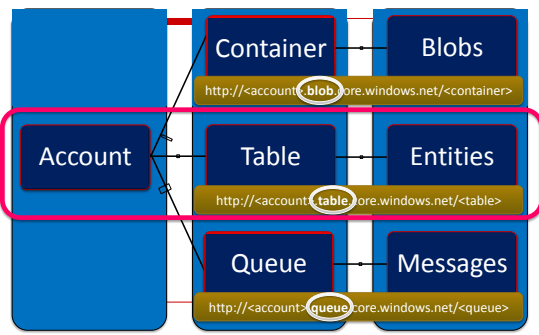 Container
Blobs
http://<account>.blob.core.windows.net/<container>
Account
Table
Entities
http://<account>.table.core.windows.net/<table>
Queue
Messages
http://<account>.queue.core.windows.net/<queue>